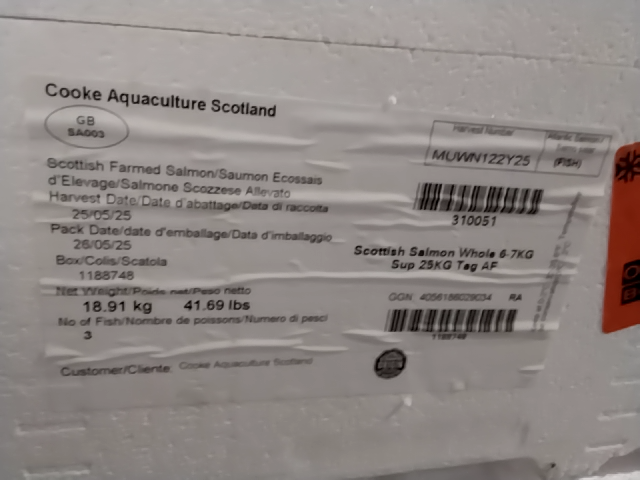 Cooke Aquaculture Scotland
GB
SA003
Harvest Number
MUWN122Y25
(FISH)
Scottish Farmed Salmon/Saumon Ecossais
d'Elevage/Salmone Scozzese Allevato
Harvest Date/Date d'abattage/Data di raccolta
25/05/25
Pack Date/date d'emballage/Data d'imballaggio
26/05/25
Box/Colis/Scatola
1188748
Net Weight/Poids net/Peso netto
18.91 kg 41.69 lbs
No of Fish/Nombre de poissons/Numero di pesci
3
Customer/Cliente: Cooke Aquaculture Scotland
310051
Scottish Salmon Whole 6-7KG
Sup 25KG Tag AF
GGN: 4056186029034 RA
1188748